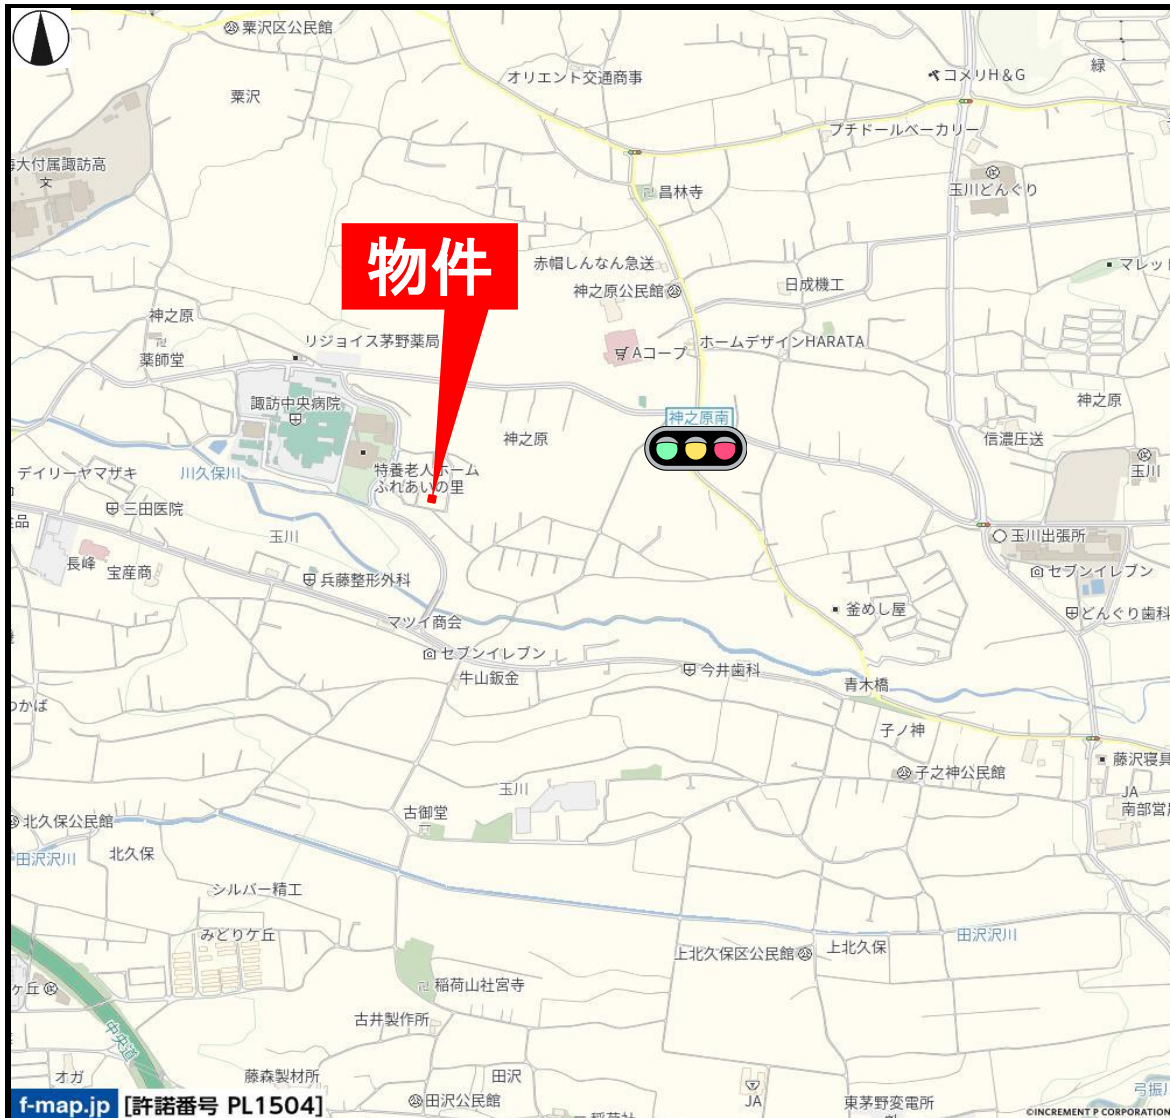 粟沢区公民館
オリエント交通商事
コメリH&G
緑
粟沢
プチドールベーカリー
海大付属諏訪高
玉川どんぐり
昌林寺
物件
赤帽しんなん急送
マレット
神之原公民館
日成機工
神之原
リジョイス茅野薬局
ホームデザインHARATA
Aコープ
薬師堂
諏訪中央病院
神之原
神之原南
神之原
信濃圧送
デイリーヤマザキ
川久保川
特養老人ホーム
ふれあいの里
玉川
三田医院
玉川
玉川出張所
長峰
宝産商
兵藤整形外科
セブンイレブン
釜めし屋
どんぐり歯科
マツイ商会
セブンイレブン
牛山鈑金
今井歯科
青木橋
つかば
子ノ神
藤沢寝具
子之神公民館
玉川
JA
南部営
古御堂
北久保公民館
田沢沢川
北久保
シルバー精工
みどりケ丘
上北久保区公民館
上北久保
田沢沢川
ヶ丘
稲荷山社宮寺
古井製作所
中央道
オガ
藤森製材所
田沢
JA
東茅野変電所
弓振川
田沢公民館
稲荷社
f-map.jp [許諾番号 PL1504]
©INCREMENT P CORPORATION